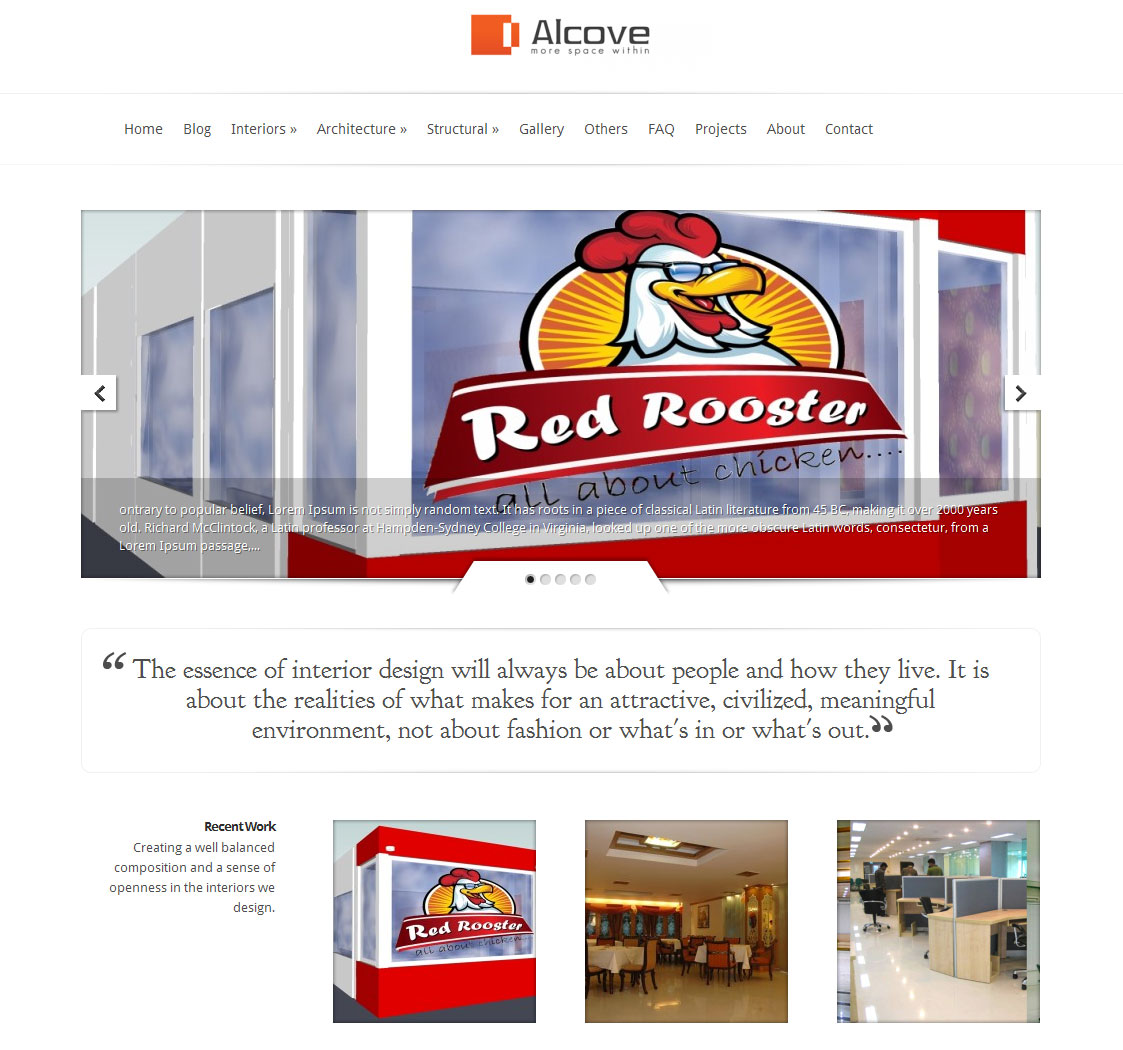 Alcove
more space within
Home Blog Interiors » Architecture » Structural » Gallery Others FAQ Projects About Contact
Red Rooster
all about chicken....
ontrary to popular belief, Lorem Ipsum is not simply random text. It has roots in a piece of classical Latin literature from 45 BC, making it over 2000 years
old. Richard McClintock, a Latin professor at Hampden-Sydney College in Virginia, looked up one of the more obscure Latin words, consectetur, from a
Lorem Ipsum passage,...
“ The essence of interior design will always be about people and how they live. It is
about the realities of what makes for an attractive, civilized, meaningful
environment, not about fashion or what's in or what's out.”
Recent Work
Creating a well balanced
composition and a sense of
openness in the interiors we
design.
Red Rooster
all about chicken....